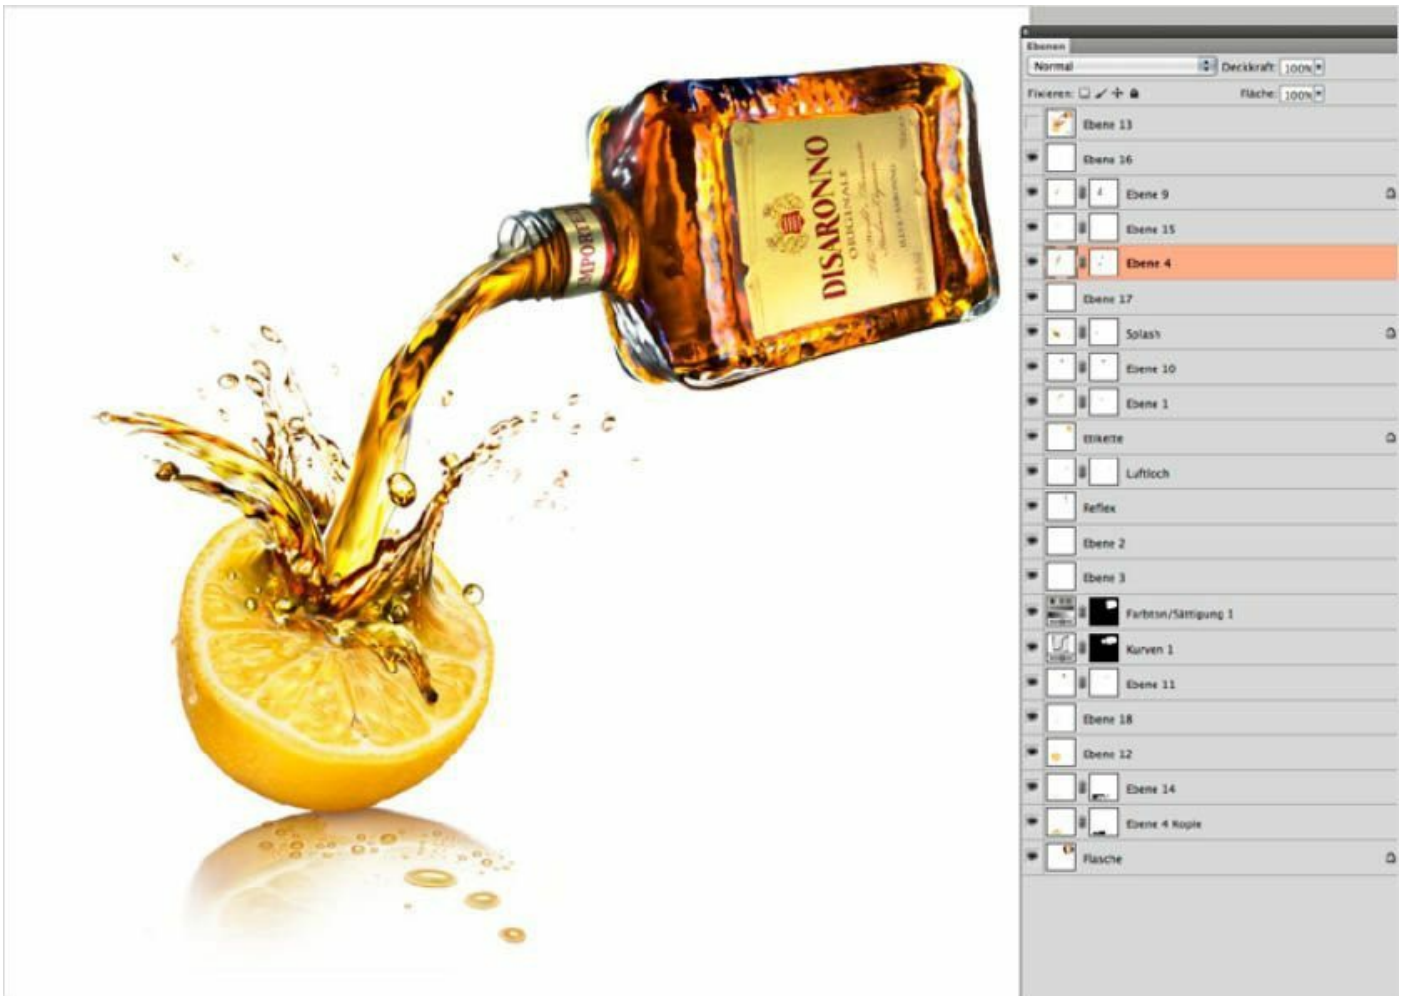 IMPORTE
DISARONNO
ORIGINALE
Ebenen
Normal
Deckkraft: 100%
Fixieren:
Fläche: 100%
Ebene 13
Ebene 16
Ebene 9
Ebene 15
Ebene 4
Ebene 17
Splash
Ebene 10
Ebene 1
Etikette
Luftloch
Reflex
Ebene 2
Ebene 3
Farbton/Sättigung 1
Kurven 1
Ebene 11
Ebene 18
Ebene 12
Ebene 14
Ebene 4 Kopie
Flasche